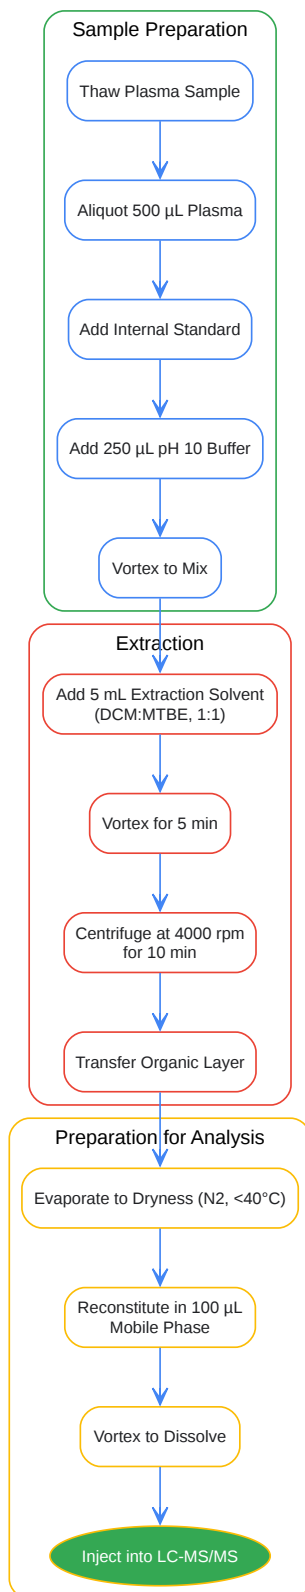 Sample Preparation
Thaw Plasma Sample
Aliquot 500 µL Plasma
Add Internal Standard
Add 250 µL pH 10 Buffer
Vortex to Mix
Extraction
Add 5 mL Extraction Solvent
(DCM:MTBE, 1:1)
Vortex for 5 min
Centrifuge at 4000 rpm
for 10 min
Transfer Organic Layer
Preparation for Analysis
Evaporate to Dryness (N2, <40°C)
Reconstitute in 100 µL
Mobile Phase
Vortex to Dissolve
Inject into LC-MS/MS